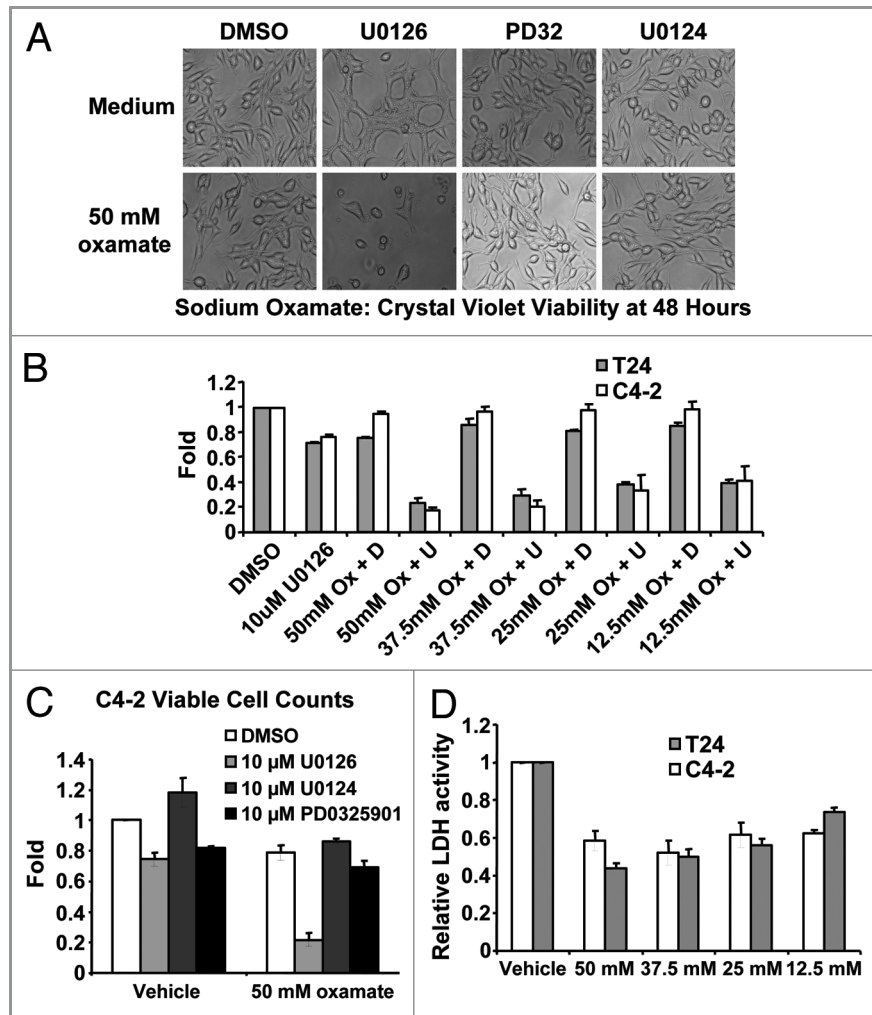 A
DMSO U0126 PD32 U0124
Medium
50 mM
oxamate
Sodium Oxamate: Crystal Violet Viability at 48 Hours
B
T24
C4-2
Fold
1.2
1
0.8
0.6
0.4
0.2
0
DMSO
10uM U0126
50mM Ox + D
50mM Ox + U
37.5mM Ox + D
37.5mM Ox + U
25mM Ox + D
25mM Ox + U
12.5mM Ox + D
12.5mM Ox + U
C
C4-2 Viable Cell Counts
DMSO
10 µM U0126
10 µM U0124
10 µM PD0325901
Fold
1.4
1.2
1
0.8
0.6
0.4
0.2
0
Vehicle 50 mM oxamate
D
T24
C4-2
Relative LDH activity
1.2
1
0.8
0.6
0.4
0.2
0
Vehicle 50 mM 37.5 mM 25 mM 12.5 mM